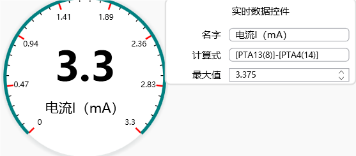 1.41
1.89
0.94
2.36
3.3
0.47
2.83
电流I（mA）
0
3.3
实时数据控件
名字 电流I（mA）
计算式 [PTA13(8)]-[PTA4(14)]
最大值 3.375